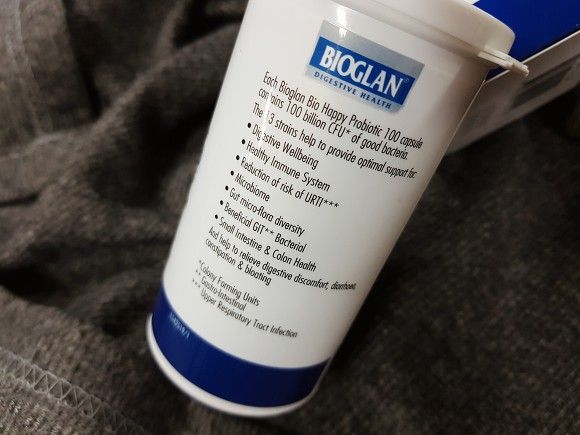 BIOGLAN®
DIGESTIVE HEALTH
Each Bioglan Bio Happy Probiotic 100 capsule
contains 100 billion CFU* of good bacteria.
The 13 strains help to provide optimal support for:
• Digestive Wellbeing
• Healthy Immune System
• Reduction of risk of URTI***
• Microbiome
• Gut micro-flora diversity
• Beneficial GIT** Bacterial
• Small Intestine & Colon Health
And help to relieve digestive discomfort, diarrhoea,
constipation & bloating
*Colony Forming Units
** Gastro-Intestinal
*** Upper Respiratory Tract Infection